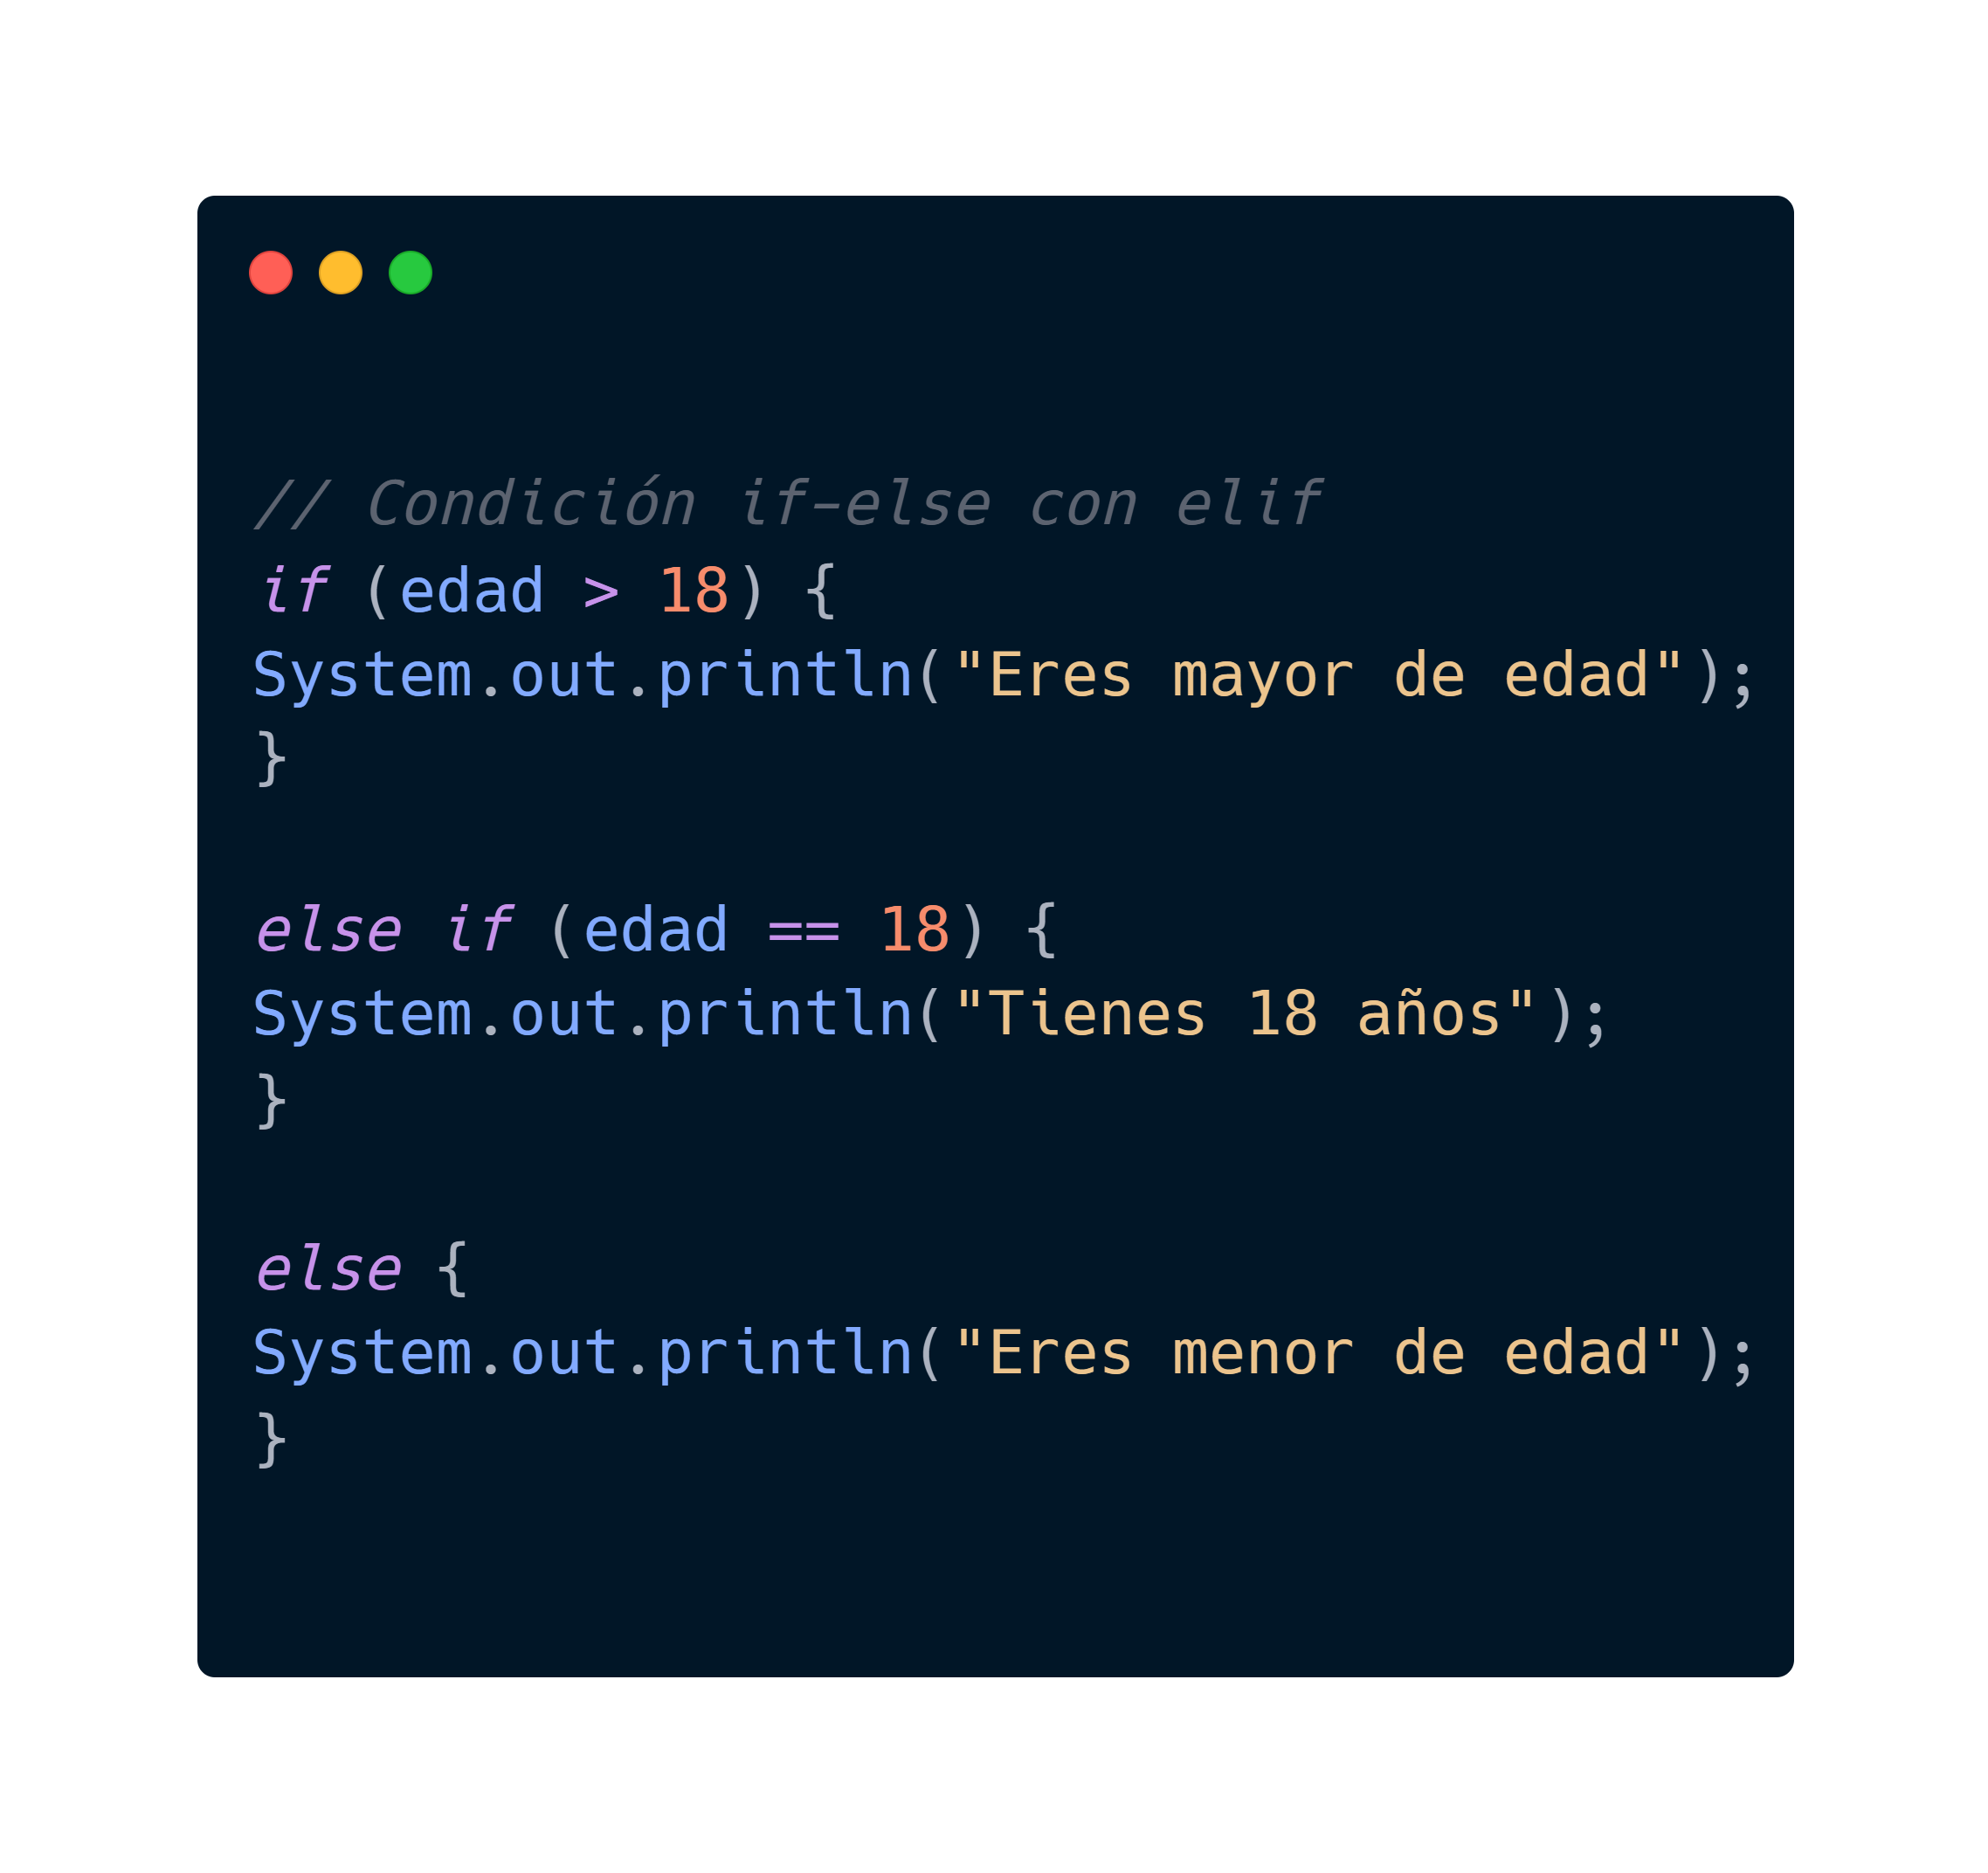 // Condición if-else con elif
if (edad > 18) {
System.out.println("Eres mayor de edad");
}
else if (edad == 18) {
System.out.println("Tienes 18 años");
}
else {
System.out.println("Eres menor de edad");
}